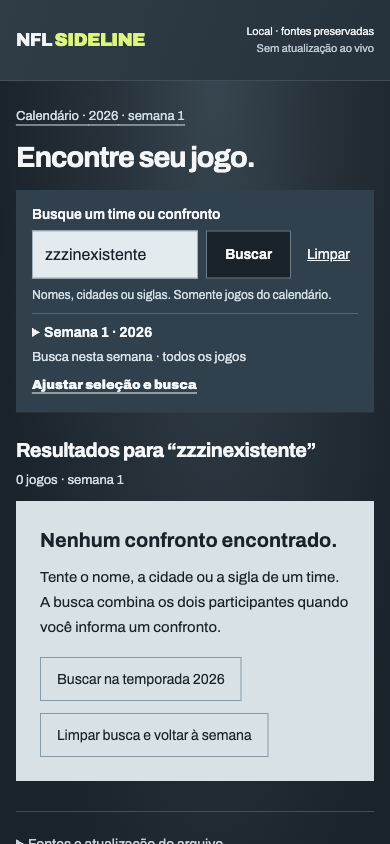 NFL SIDELINE
Local · fontes preservadas
Sem atualização ao vivo
Calendário · 2026 · semana 1
Encontre seu jogo.
Busque um time ou confronto
zzzinexistente
Buscar
Limpar
Nomes, cidades ou siglas. Somente jogos do calendário.
Semana 1 · 2026
Busca nesta semana · todos os jogos
Ajustar seleção e busca
Resultados para “zzzinexistente”
0 jogos · semana 1
Nenhum confronto encontrado.
Tente o nome, a cidade ou a sigla de um time.
A busca combina os dois participantes quando
você informa um confronto.
Buscar na temporada 2026
Limpar busca e voltar à semana
Fontes e atualização do arquivo